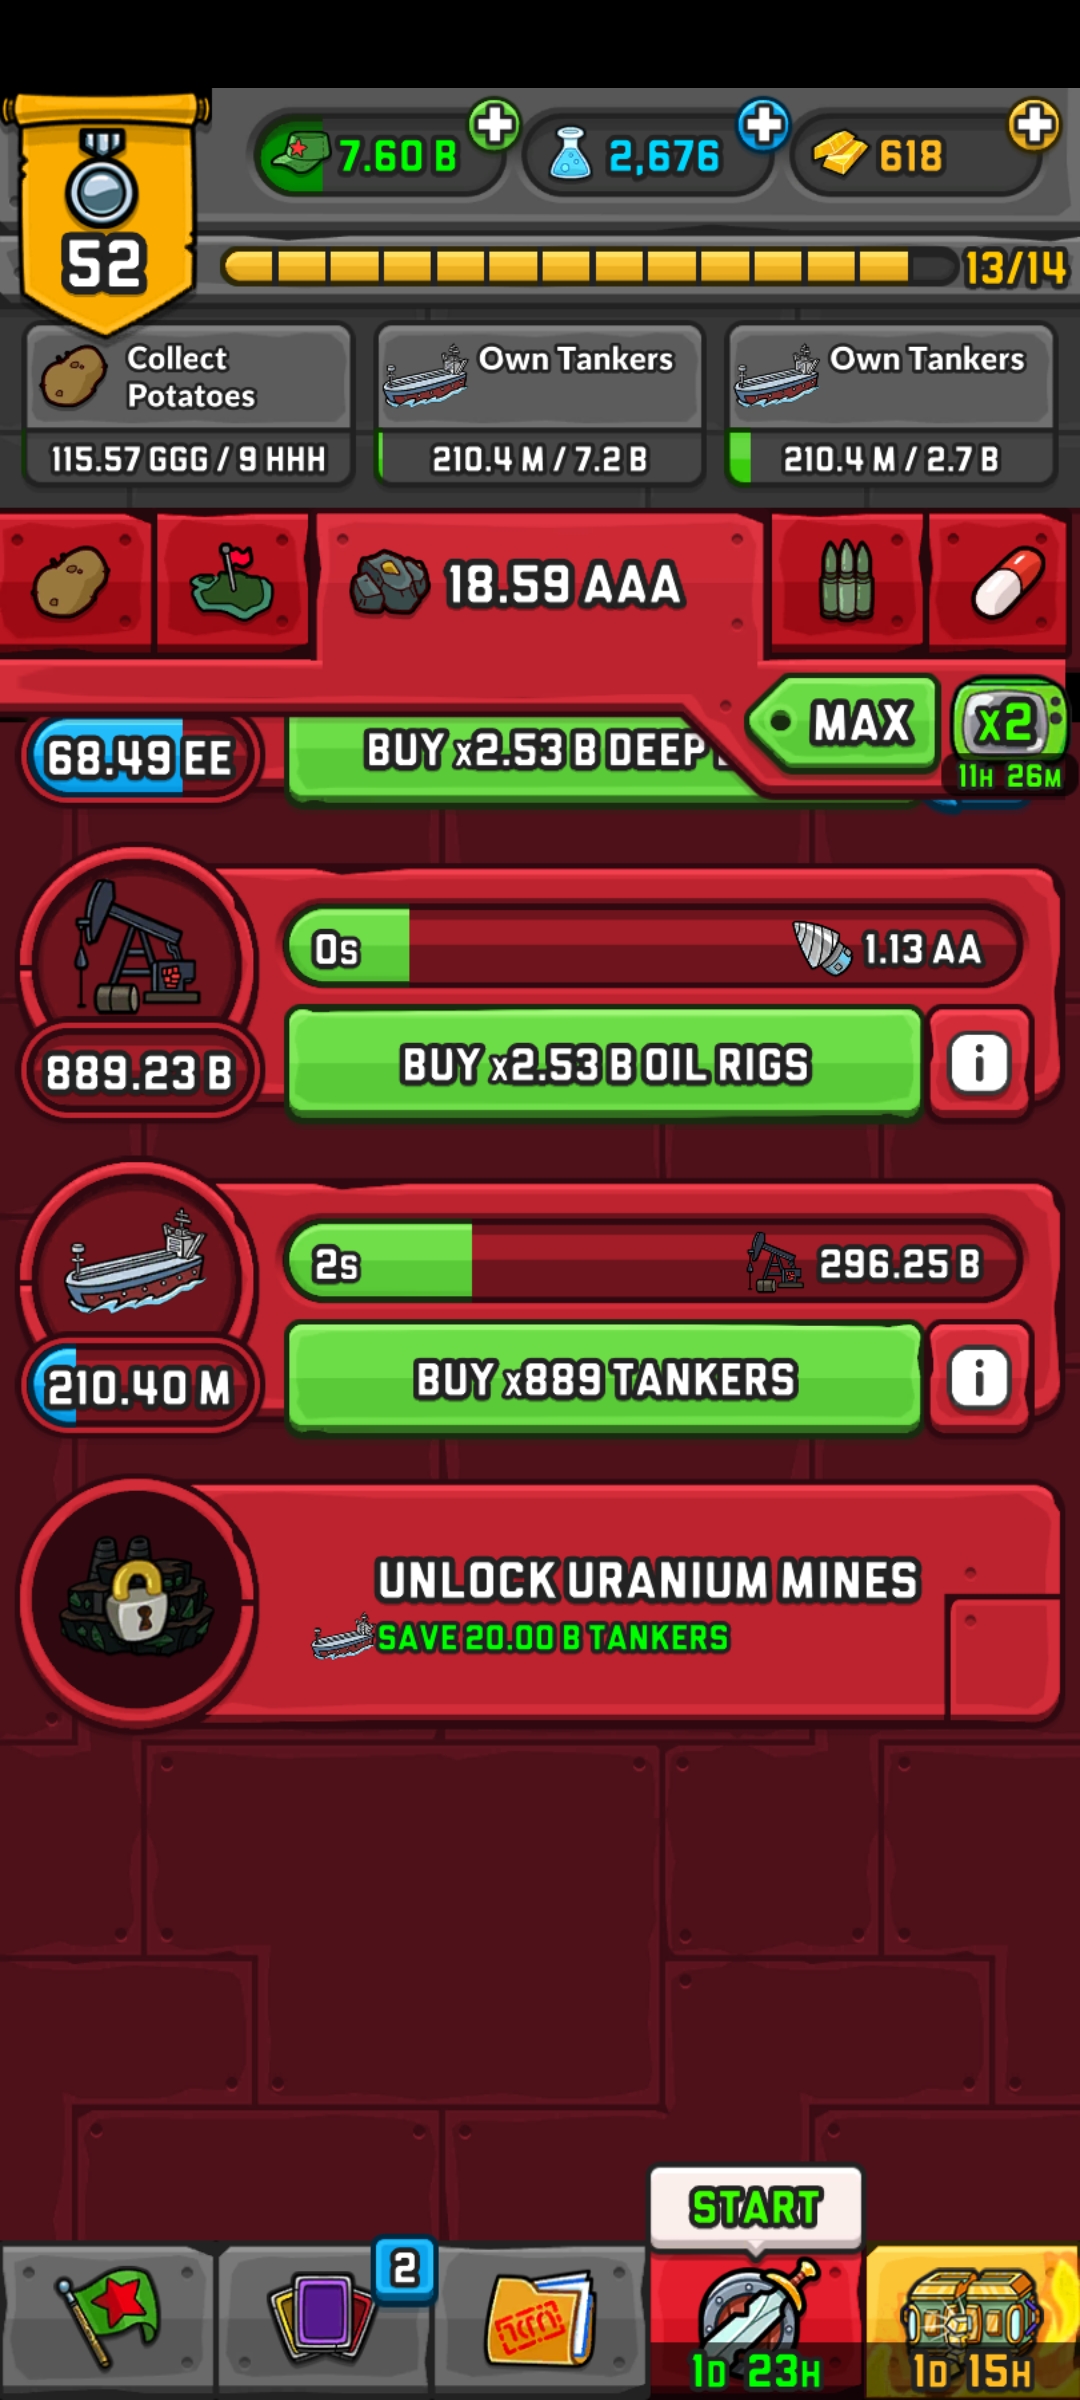 52
7.60 B
2,676
618
13/14
Collect
Potatoes
115.57 GGG / 9 HHH
Own Tankers
210.4 M / 7.2 B
Own Tankers
210.4 M / 2.7 B
18.59 AAA
MAX
x2
11H 26M
68.49 EE
BUY x2.53 B DEEP
0s
1.13 AA
889.23 B
BUY x2.53 B OIL RIGS
i
2s
296.25 B
210.40 M
BUY x889 TANKERS
i
UNLOCK URANIUM MINES
SAVE 20.00 B TANKERS
START
2
1D 23H
1D 15H